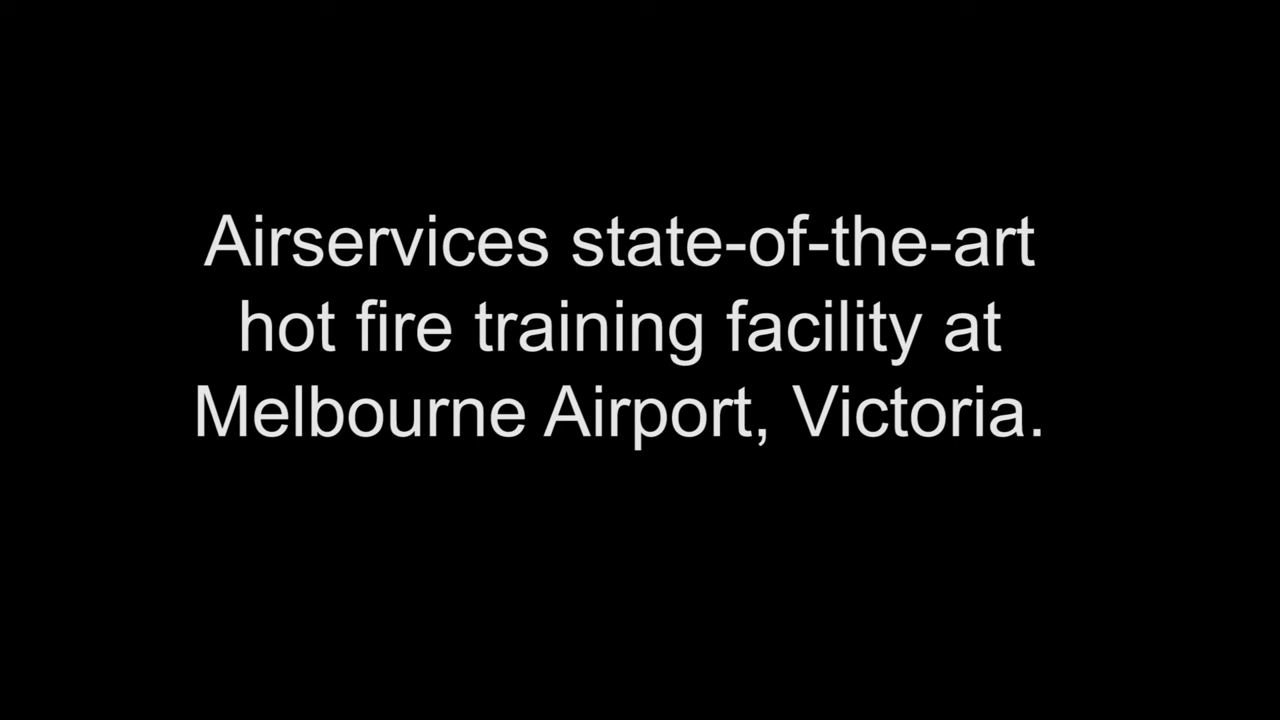 Airservices state-of-the-art
hot fire training facility at
Melbourne Airport, Victoria.